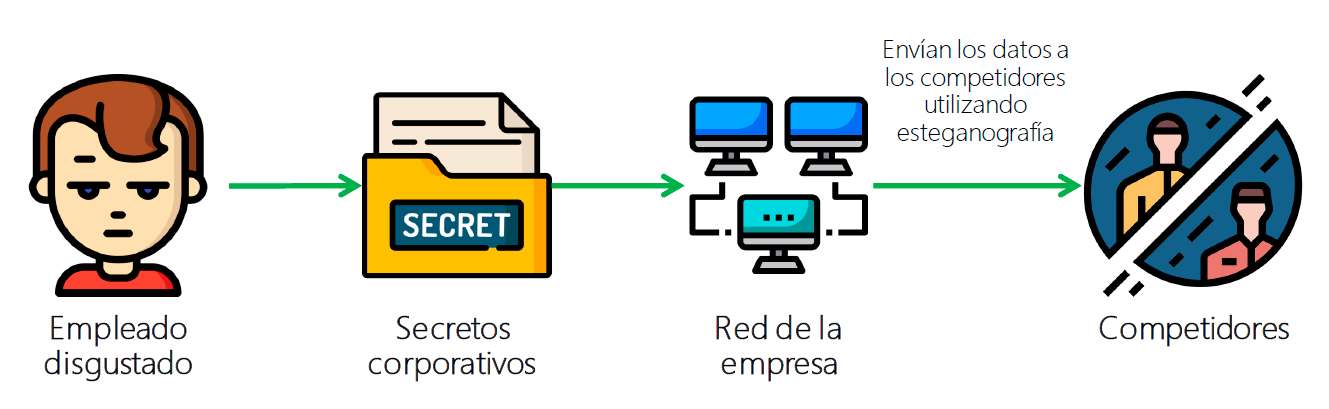 Envían los datos a
los competidores
utilizando
esteganografía
SECRET
Empleado
disgustado
Secretos
corporativos
Red de la
empresa
Competidores